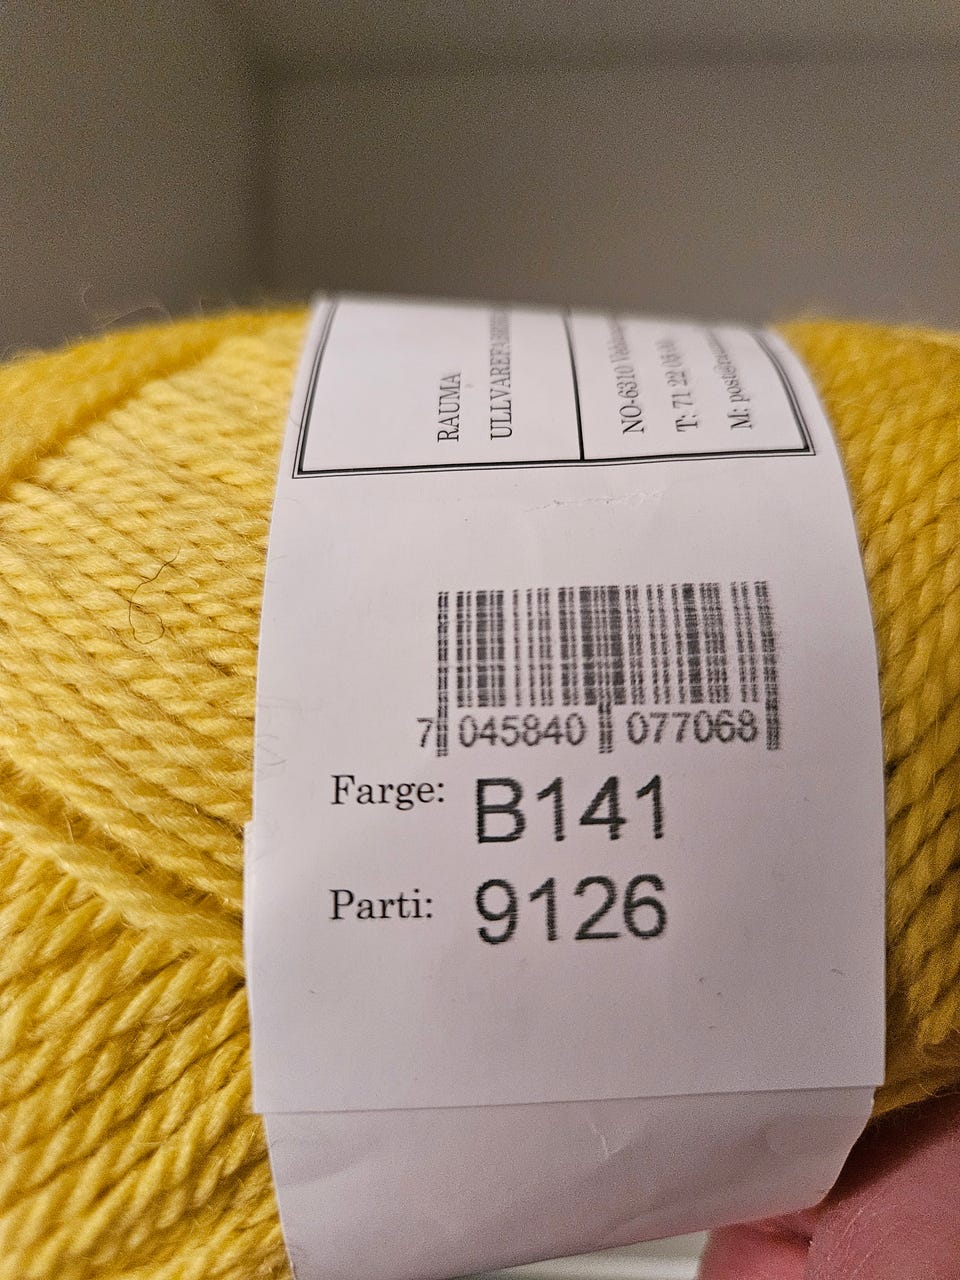 RAUMA
NO-6310
T: 71 22
M:
7 045840 077068
Farge: B141
Parti: 9126